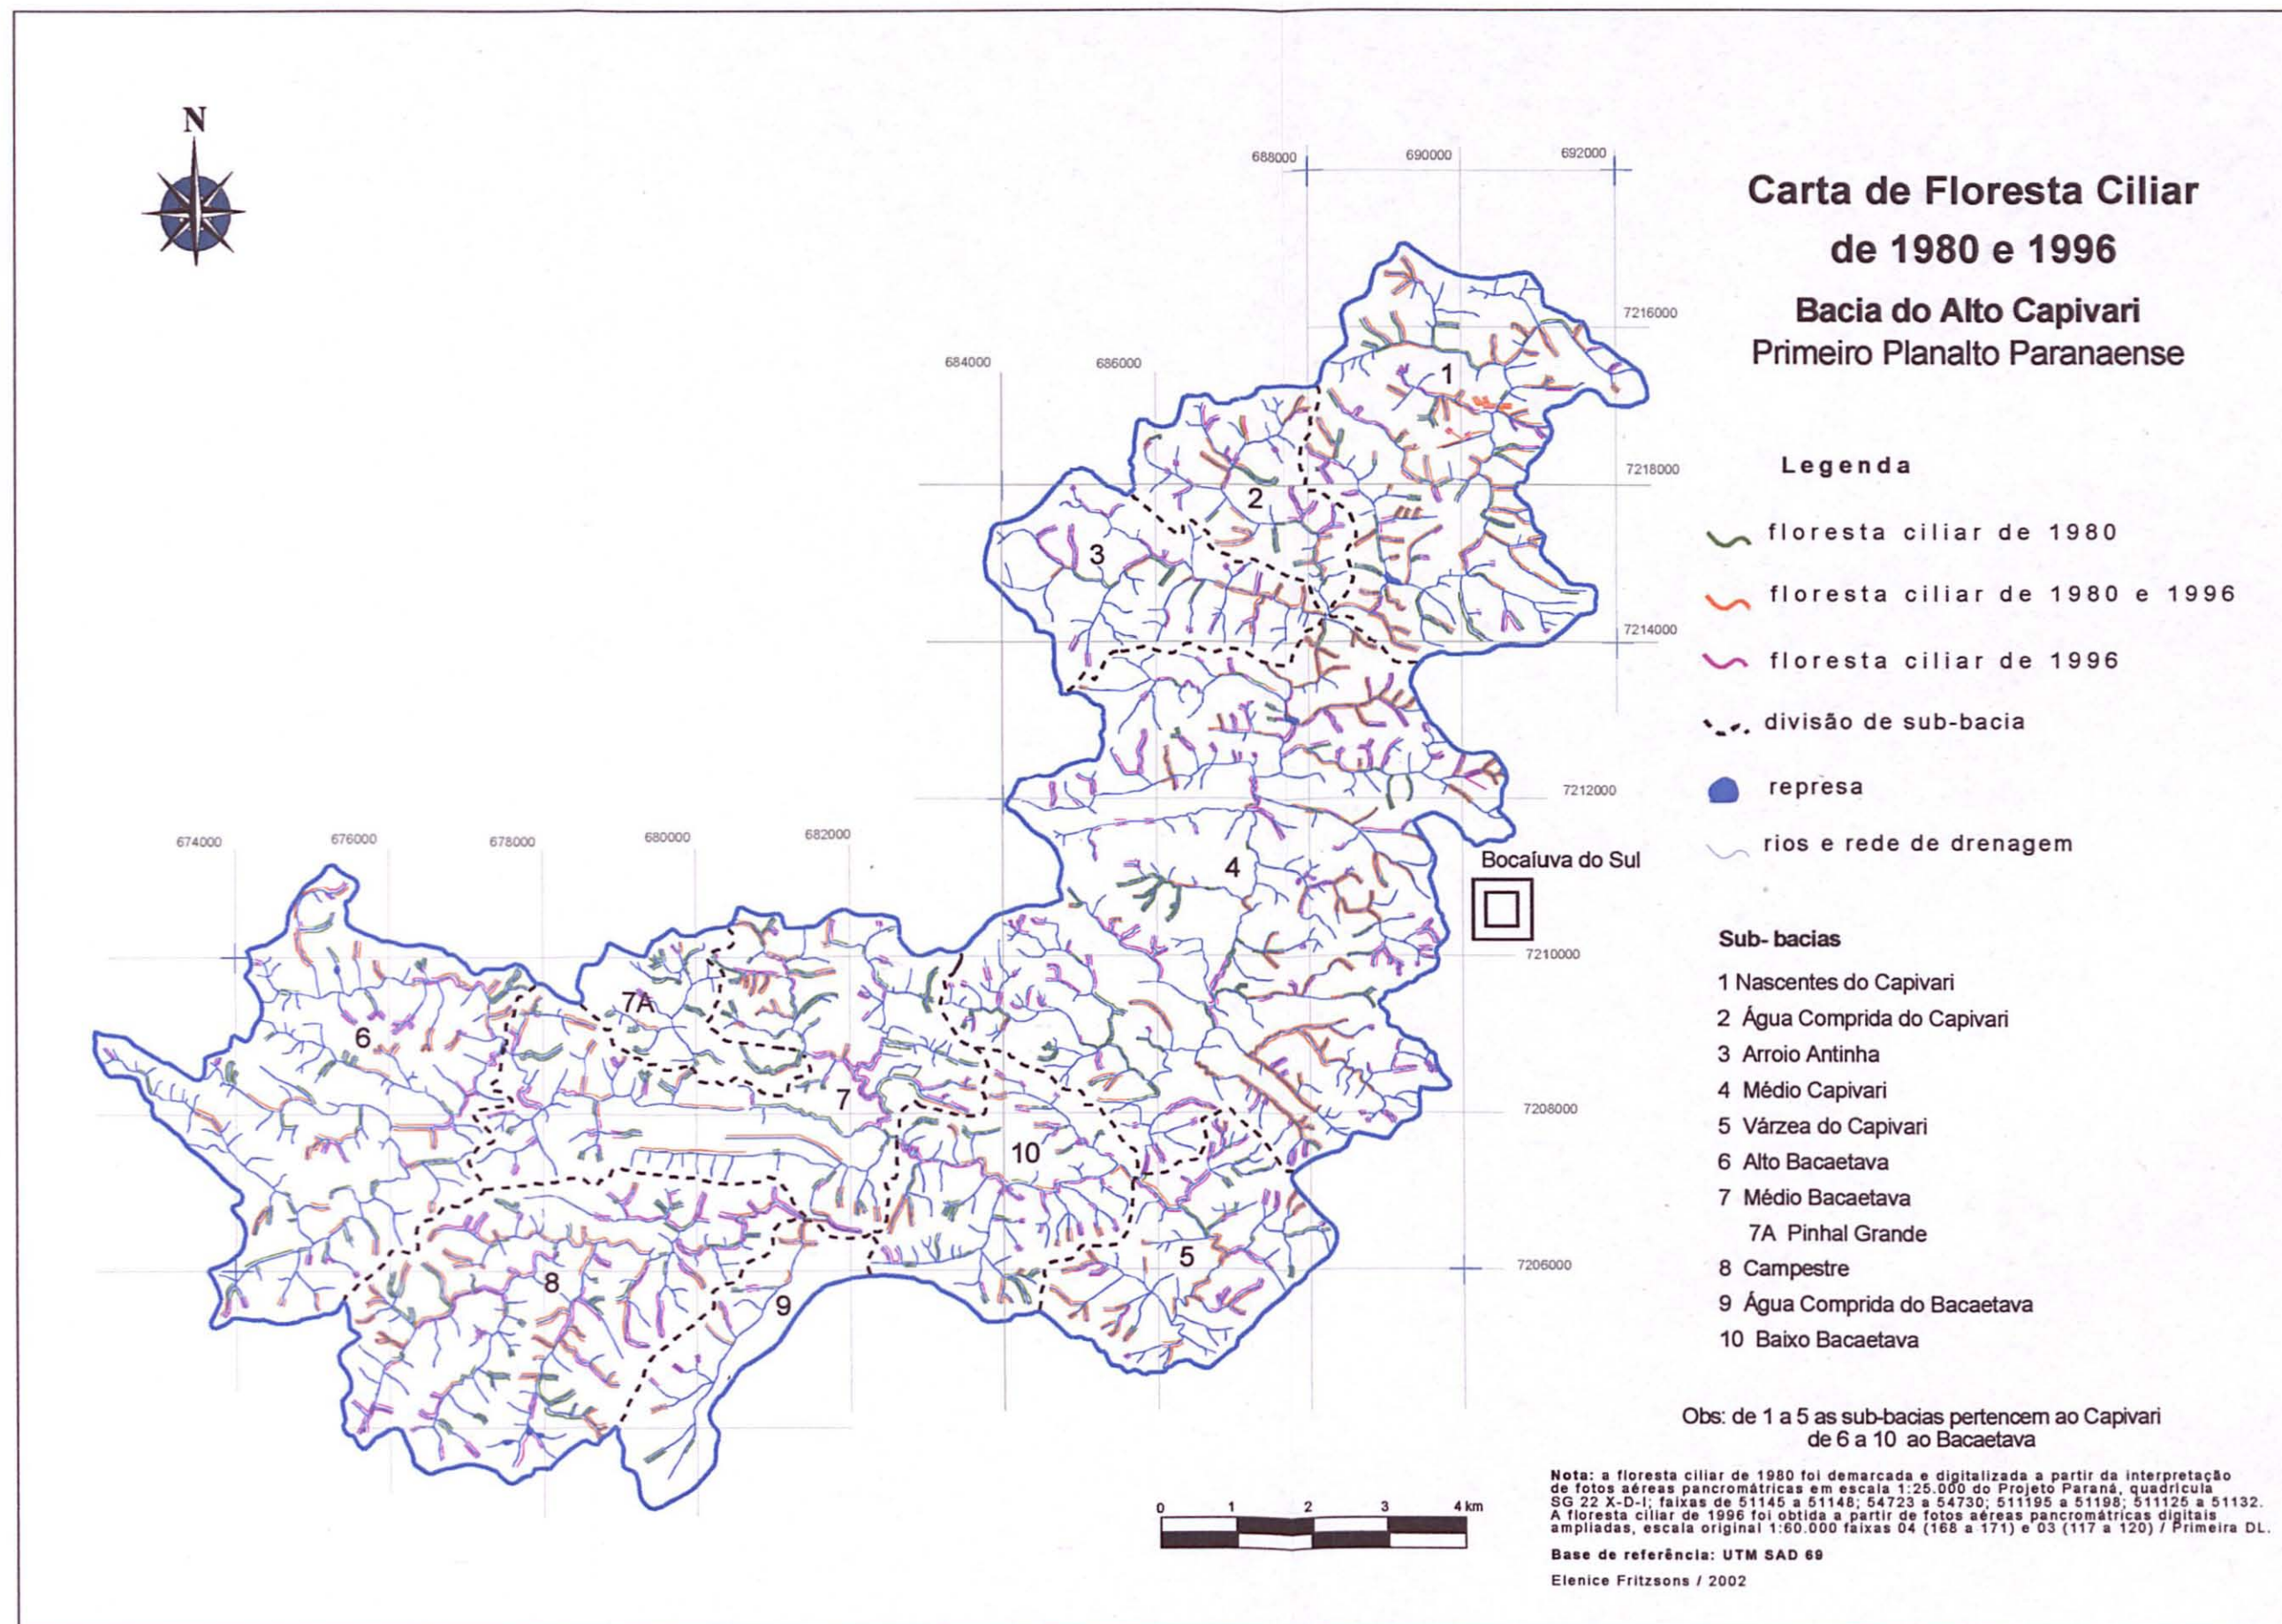 N
688000
690000
692000
7216000
684000
686000
1
7218000
2
3
7214000
7212000
674000
676000
678000
680000
682000
4
Bocaíuva do Sul
7210000
7A
6
7
7208000
10
5
7206000
8
9
0 1 2 3 4 km
Carta de Floresta Ciliar
de 1980 e 1996
Bacia do Alto Capivari
Primeiro Planalto Paranaense
Legenda
floresta ciliar de 1980
floresta ciliar de 1980 e 1996
floresta ciliar de 1996
divisão de sub-bacia
represa
rios e rede de drenagem
Sub- bacias
1 Nascentes do Capivari
2 Água Comprida do Capivari
3 Arroio Antinha
4 Médio Capivari
5 Várzea do Capivari
6 Alto Bacaetava
7 Médio Bacaetava
7A Pinhal Grande
8 Campestre
9 Água Comprida do Bacaetava
10 Baixo Bacaetava
Obs: de 1 a 5 as sub-bacias pertencem ao Capivari
de 6 a 10 ao Bacaetava
Nota: a floresta ciliar de 1980 foi demarcada e digitalizada a partir da interpretação
de fotos aéreas pancromátricas em escala 1:25.000 do Projeto Paraná, quadrícula
SG 22 X-D-I; faixas de 51145 a 51148; 54723 a 54730; 511195 a 51198; 511125 a 51132.
A floresta ciliar de 1996 foi obtida a partir de fotos aéreas pancromátricas digitais
ampliadas, escala original 1:60.000 faixas 04 (168 a 171) e 03 (117 a 120) / Primeira DL.
Base de referência: UTM SAD 69
Elenice Fritzsons / 2002